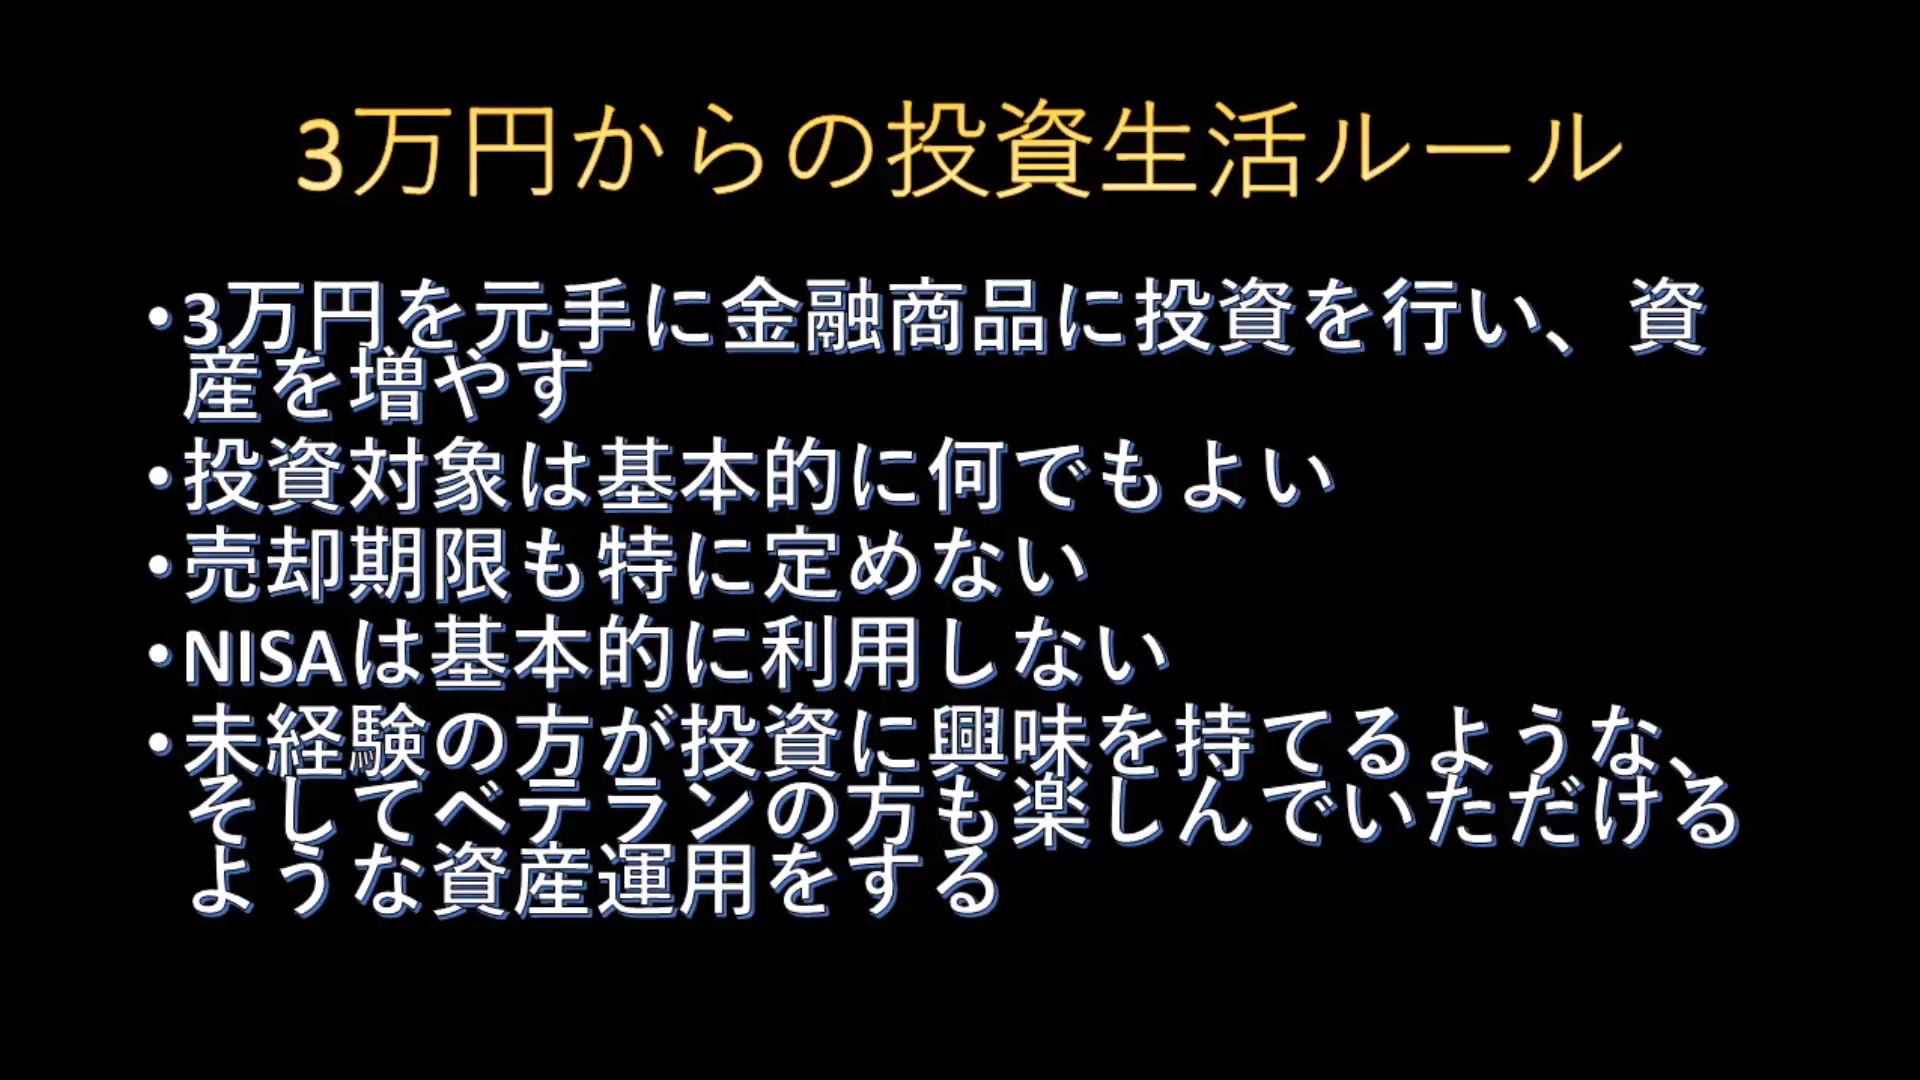 3万円からの投資生活ルール
•3万円を元手に金融商品に投資を行い、資
産を増やす
•投資対象は基本的に何でもよい
•売却期限も特に定めない
•NISAは基本的に利用しない
•未経験の方が投資に興味を持てるような、
そしてベテランの方も楽しんでいただける
ような資産運用をする